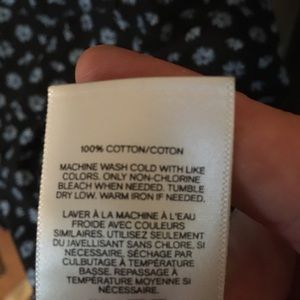 100% COTTON/COTON
MACHINE WASH COLD WITH LIKE
COLORS. ONLY NON-CHLORINE
BLEACH WHEN NEEDED. TUMBLE
DRY LOW. WARM IRON IF NEEDED.
LAVER À LA MACHINE À L'EAU
FROIDE AVEC COULEURS
SIMILAIRES. UTILISEZ SEULEMENT
DU JAVELLISANT SANS CHLORE, SI
NÉCESSAIRE. SÉCHAGE PAR
CULBUTAGE À TEMPÉRATURE
BASSE. REPASSAGE À
TEMPÉRATURE MOYENNE SI
NÉCESSAIRE.